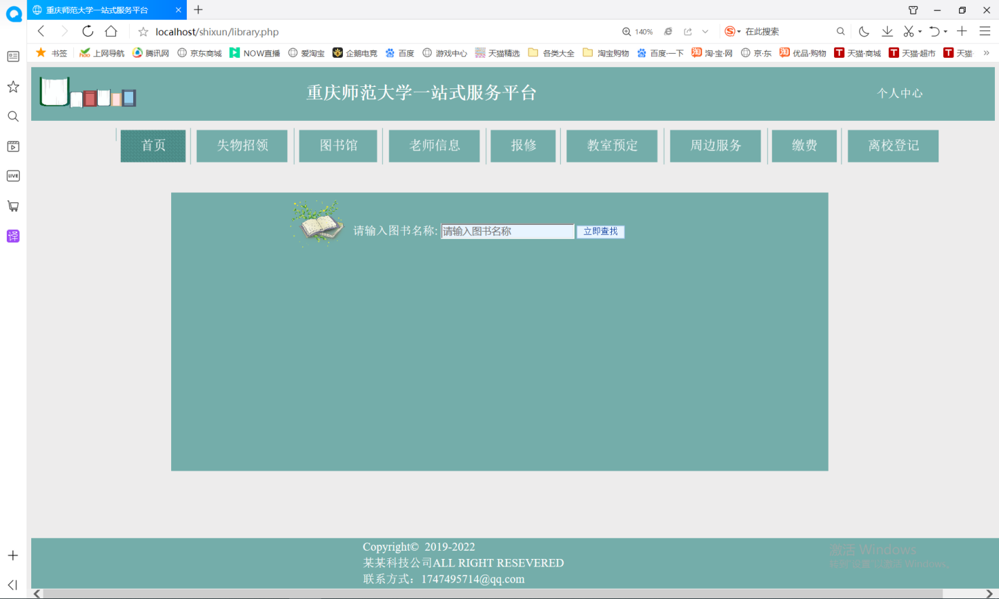 重庆师范大学一站式服务平台
localhost/shixun/library.php
140%
在此搜索
书签 上网导航 腾讯网 京东商城 NOW直播 爱淘宝 企鹅电竞 百度 游戏中心 天猫精选 各类大全 淘宝购物 百度·一下 淘·宝·网 京·东 优品·购物 天猫·商城 天猫·超市 天猫·
LIVE
译
重庆师范大学一站式服务平台
个人中心
首页 失物招领 图书馆 老师信息 报修 教室预定 周边服务 缴费 离校登记
请输入图书名称: 请输入图书名称 立即查找
Copyright© 2019-2022
某某科技公司ALL RIGHT RESEVERED
联系方式：1747495714@qq.com
激活 Windows
转到"设置"以激活 Windows。